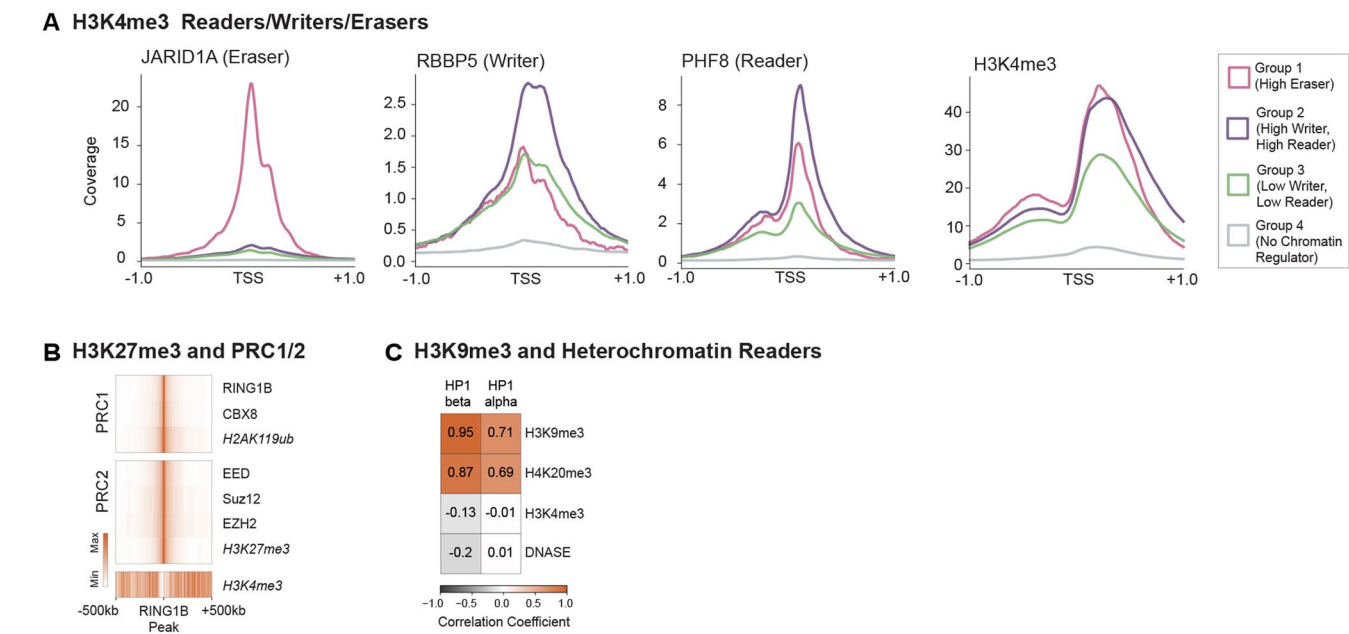 A H3K4me3 Readers/Writers/Erasers
JARID1A (Eraser)
Coverage
20
15
10
5
0
-1.0 TSS +1.0
RBBP5 (Writer)
2.5
2.0
1.5
1.0
0.5
0.0
-1.0 TSS +1.0
PHF8 (Reader)
8
6
4
2
0
-1.0 TSS +1.0
H3K4me3
40
30
20
10
0
-1.0 TSS +1.0
Group 1
(High Eraser)
Group 2
(High Writer,
High Reader)
Group 3
(Low Writer,
Low Reader)
Group 4
(No Chromatin
Regulator)
B H3K27me3 and PRC1/2
PRC1
RING1B
CBX8
H2AK119ub
PRC2
EED
Suz12
EZH2
H3K27me3
Max
Min
H3K4me3
-500kb RING1B +500kb
Peak
C H3K9me3 and Heterochromatin Readers
HP1 HP1
beta alpha
0.95 0.71 H3K9me3
0.87 0.69 H4K20me3
-0.13 -0.01 H3K4me3
-0.2 0.01 DNASE
−1.0 −0.5 0.0 0.5 1.0
Correlation Coefficient